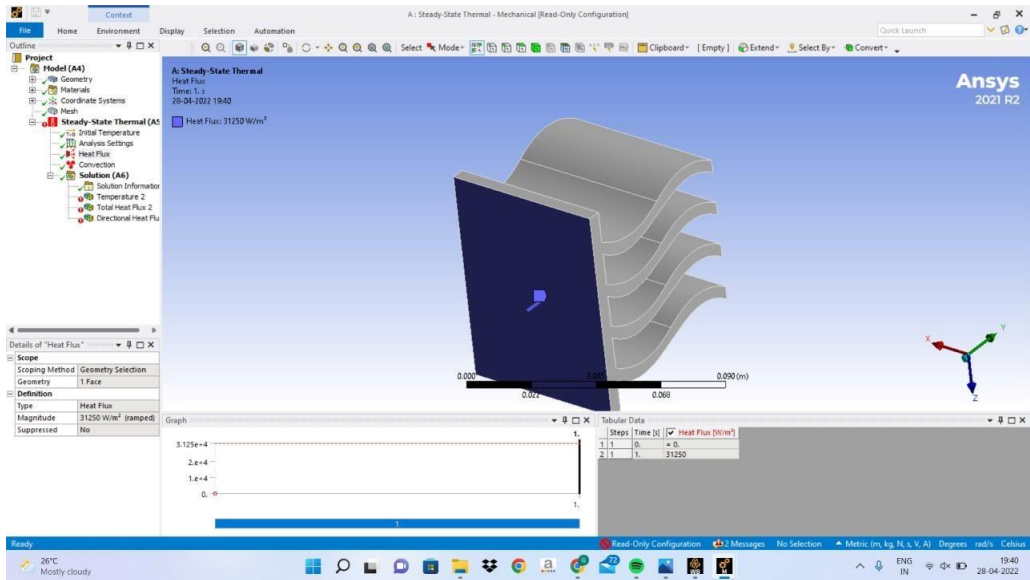 Context
A : Steady-State Thermal - Mechanical [Read-Only Configuration]
File Home Environment Display Selection Automation
Quick Launch
Outline
Select Mode Clipboard [ Empty ] Extend Select By Convert
Project
Model (A4)
Geometry
Materials
Coordinate Systems
Mesh
Steady-State Thermal (A5
Initial Temperature
Analysis Settings
Heat Flux
Convection
Solution (A6)
Solution Informatior
Temperature 2
Total Heat Flux 2
Directional Heat Flu
A: Steady-State Thermal
Heat Flux
Time: 1. s
28-04-2022 19:40
Heat Flux: 31250 W/m²
Ansys
2021 R2
0.000 0.045 0.090 (m)
0.022 0.068
X Y Z
Details of "Heat Flux"
Scope
Scoping Method Geometry Selection
Geometry 1 Face
Definition
Type Heat Flux
Magnitude 31250 W/m² (ramped)
Suppressed No
Graph
1.
3.125e+4
2.e+4
1.e+4
0.
1.
1
Tabular Data
Steps Time [s] Heat Flux [W/m²]
1 1 0. = 0.
2 1 1. 31250
Ready
Read-Only Configuration 2 Messages No Selection Metric (m, kg, N, s, V, A) Degrees rad/s Celsius
26°C
Mostly cloudy
ENG
IN
19:40
28-04-2022